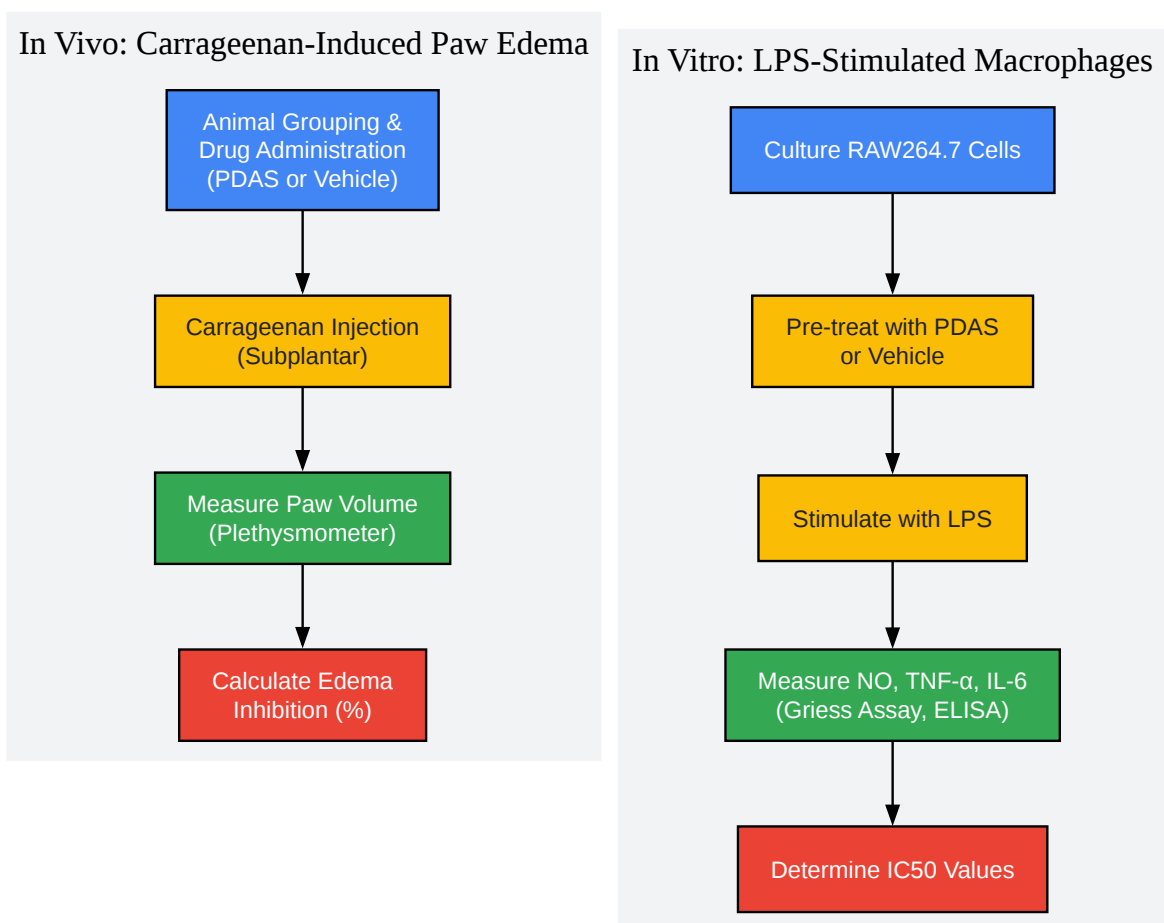 In Vivo: Carrageenan-Induced Paw Edema
Animal Grouping &
Drug Administration
(PDAS or Vehicle)
Carrageenan Injection
(Subplantar)
Measure Paw Volume
(Plethysmometer)
Calculate Edema
Inhibition (%)
In Vitro: LPS-Stimulated Macrophages
Culture RAW264.7 Cells
Pre-treat with PDAS
or Vehicle
Stimulate with LPS
Measure NO, TNF-α, IL-6
(Griess Assay, ELISA)
Determine IC50 Values